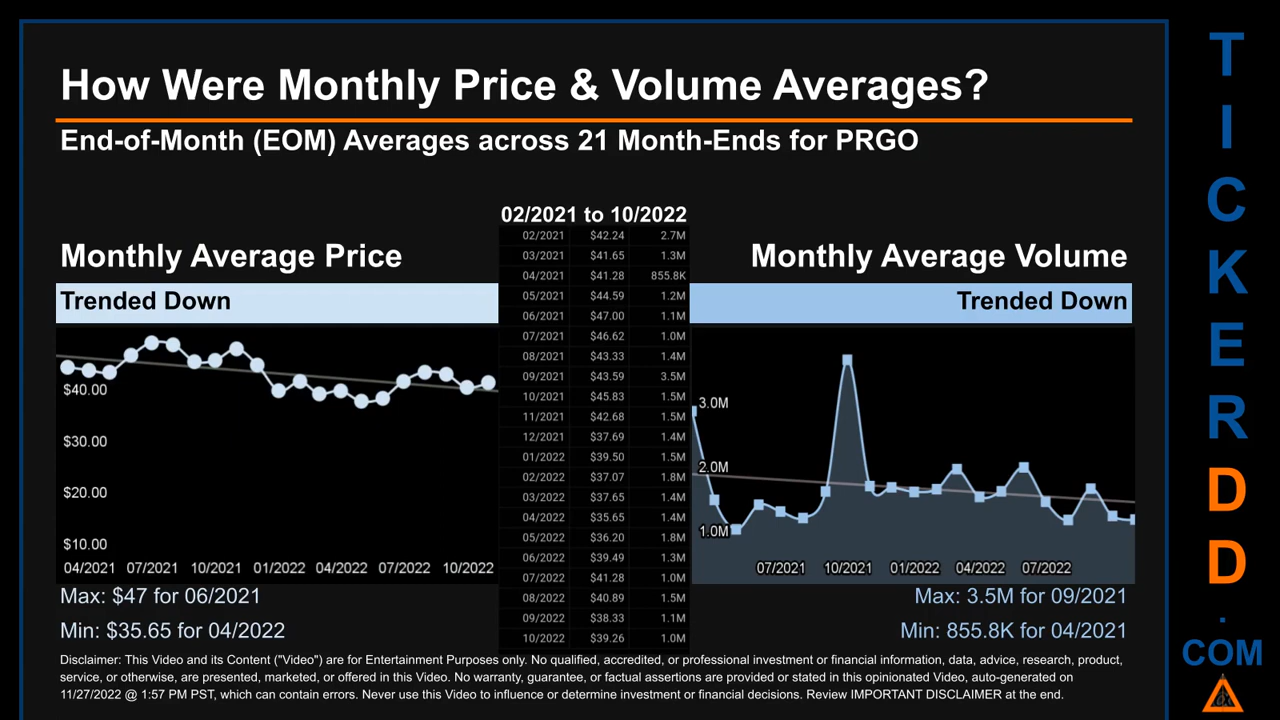 How Were Monthly Price & Volume Averages?
End-of-Month (EOM) Averages across 21 Month-Ends for PRGO
02/2021 to 10/2022
Monthly Average Price
Trended Down
$40.00
$30.00
$20.00
$10.00
04/2021 07/2021 10/2021 01/2022 04/2022 07/2022 10/2022
Max: $47 for 06/2021
Min: $35.65 for 04/2022
02/2021 $42.24 2.7M
03/2021 $41.65 1.3M
04/2021 $41.28 855.8K
05/2021 $44.59 1.2M
06/2021 $47.00 1.1M
07/2021 $46.62 1.0M
08/2021 $43.33 1.4M
09/2021 $43.59 3.5M
10/2021 $45.83 1.5M
11/2021 $42.68 1.5M
12/2021 $37.69 1.4M
01/2022 $39.50 1.5M
02/2022 $37.07 1.8M
03/2022 $37.65 1.4M
04/2022 $35.65 1.4M
05/2022 $36.20 1.8M
06/2022 $39.49 1.3M
07/2022 $41.28 1.0M
08/2022 $40.89 1.5M
09/2022 $38.33 1.1M
10/2022 $39.26 1.0M
Monthly Average Volume
Trended Down
3.0M
2.0M
1.0M
07/2021 10/2021 01/2022 04/2022 07/2022
Max: 3.5M for 09/2021
Min: 855.8K for 04/2021
Disclaimer: This Video and its Content ("Video") are for Entertainment Purposes only. No qualified, accredited, or professional investment or financial information, data, advice, research, product,
service, or otherwise, are presented, marketed, or offered in this Video. No warranty, guarantee, or factual assertions are provided or stated in this opinionated Video, auto-generated on
11/27/2022 @ 1:57 PM PST, which can contain errors. Never use this Video to influence or determine investment or financial decisions. Review IMPORTANT DISCLAIMER at the end.
T
I
C
K
E
R
D
D
.
COM